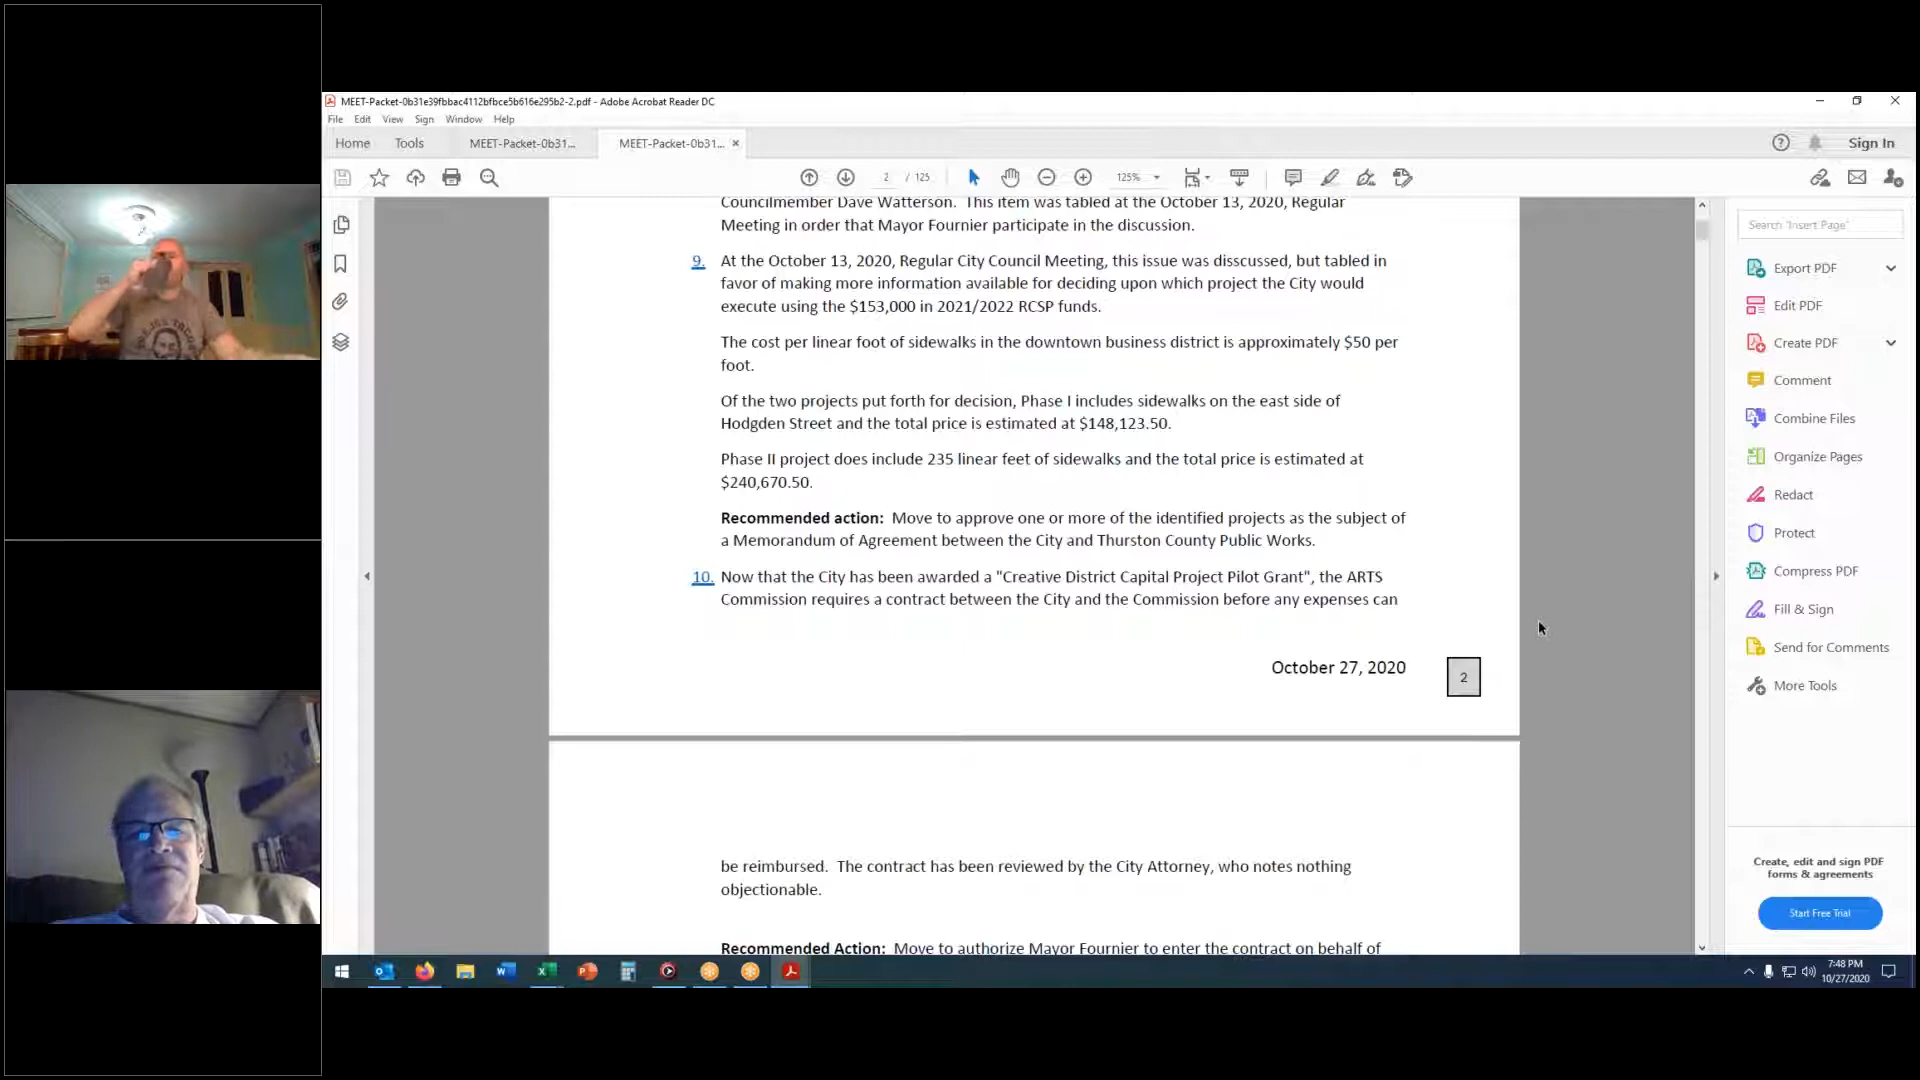 MEET-Packet-0b31e39fbbac4112bfbce5b616e295b2-2.pdf - Adobe Acrobat Reader DC
File Edit View Sign Window Help
Home Tools MEET-Packet-0b31... MEET-Packet-0b31... Sign In
2 / 125 125%
Councilmember Dave Watterson. This item was tabled at the October 13, 2020, Regular
Meeting in order that Mayor Fournier participate in the discussion.
9. At the October 13, 2020, Regular City Council Meeting, this issue was disscussed, but tabled in
favor of making more information available for deciding upon which project the City would
execute using the $153,000 in 2021/2022 RCSP funds.
The cost per linear foot of sidewalks in the downtown business district is approximately $50 per
foot.
Of the two projects put forth for decision, Phase I includes sidewalks on the east side of
Hodgden Street and the total price is estimated at $148,123.50.
Phase II project does include 235 linear feet of sidewalks and the total price is estimated at
$240,670.50.
Recommended action: Move to approve one or more of the identified projects as the subject of
a Memorandum of Agreement between the City and Thurston County Public Works.
10. Now that the City has been awarded a "Creative District Capital Project Pilot Grant", the ARTS
Commission requires a contract between the City and the Commission before any expenses can
October 27, 2020
2
be reimbursed. The contract has been reviewed by the City Attorney, who notes nothing
objectionable.
Recommended Action: Move to authorize Mayor Fournier to enter the contract on behalf of
Search "Insert Page"
Export PDF
Edit PDF
Create PDF
Comment
Combine Files
Organize Pages
Redact
Protect
Compress PDF
Fill & Sign
Send for Comments
More Tools
Create, edit and sign PDF
forms & agreements
Start Free Trial
7:48 PM
10/27/2020